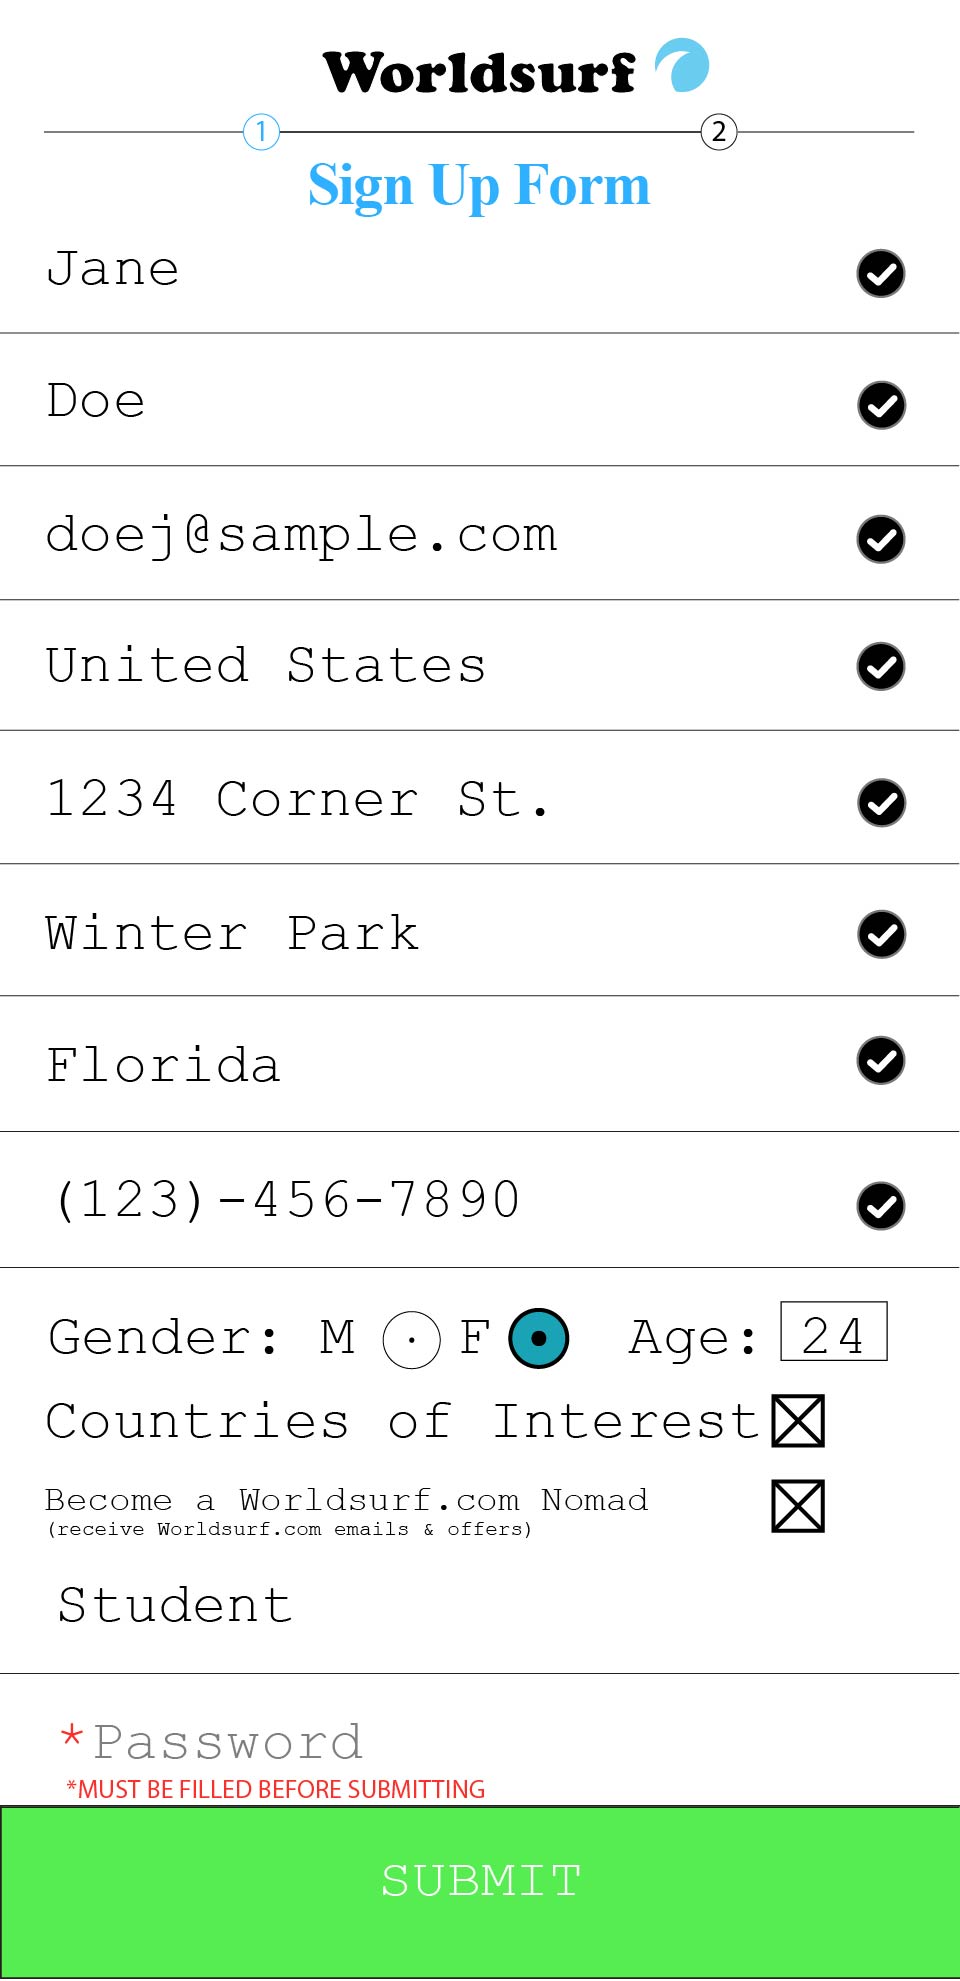 Worldsurf
1 2
Sign Up Form
Jane
Doe
doej@sample.com
United States
1234 Corner St.
Winter Park
Florida
(123)-456-7890
Gender: M F Age: 24
Countries of Interest
Become a Worldsurf.com Nomad
(receive Worldsurf.com emails & offers)
Student
*Password
*MUST BE FILLED BEFORE SUBMITTING
SUBMIT